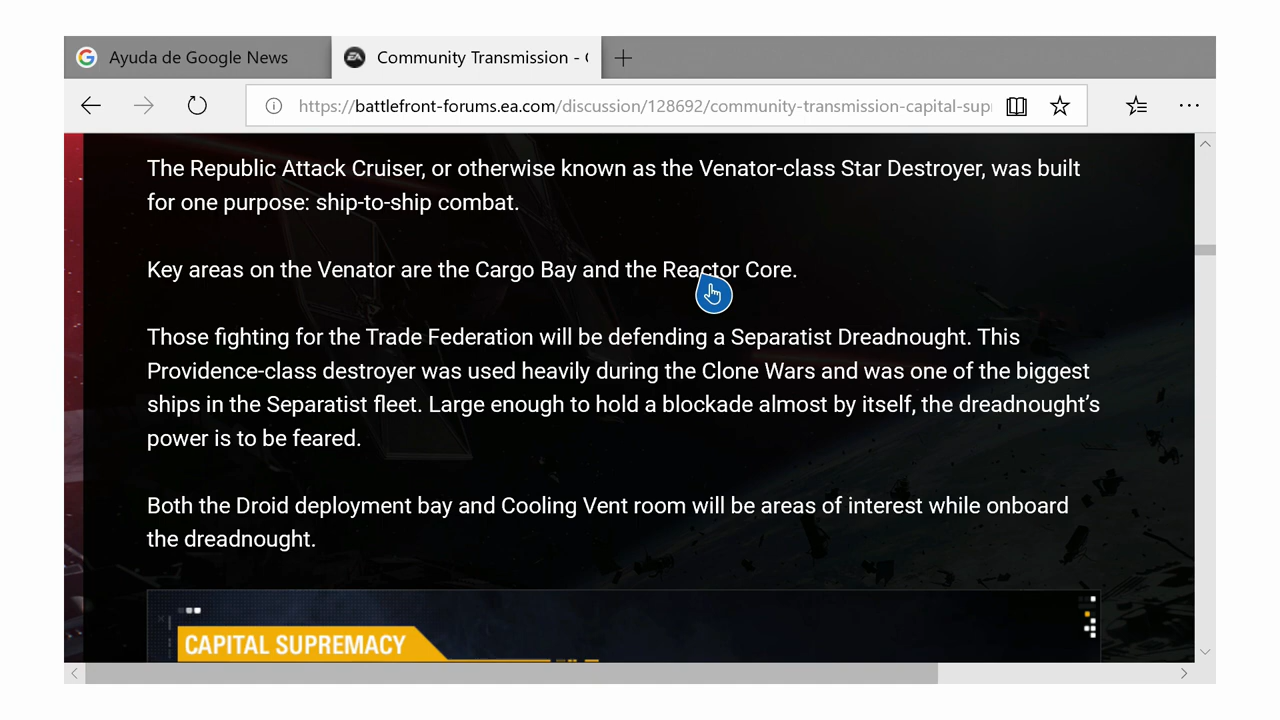 Ayuda de Google News
Community Transmission - (
https://battlefront-forums.ea.com/discussion/128692/community-transmission-capital-sup
The Republic Attack Cruiser, or otherwise known as the Venator-class Star Destroyer, was built
for one purpose: ship-to-ship combat.
Key areas on the Venator are the Cargo Bay and the Reactor Core.
Those fighting for the Trade Federation will be defending a Separatist Dreadnought. This
Providence-class destroyer was used heavily during the Clone Wars and was one of the biggest
ships in the Separatist fleet. Large enough to hold a blockade almost by itself, the dreadnought’s
power is to be feared.
Both the Droid deployment bay and Cooling Vent room will be areas of interest while onboard
the dreadnought.
CAPITAL SUPREMACY